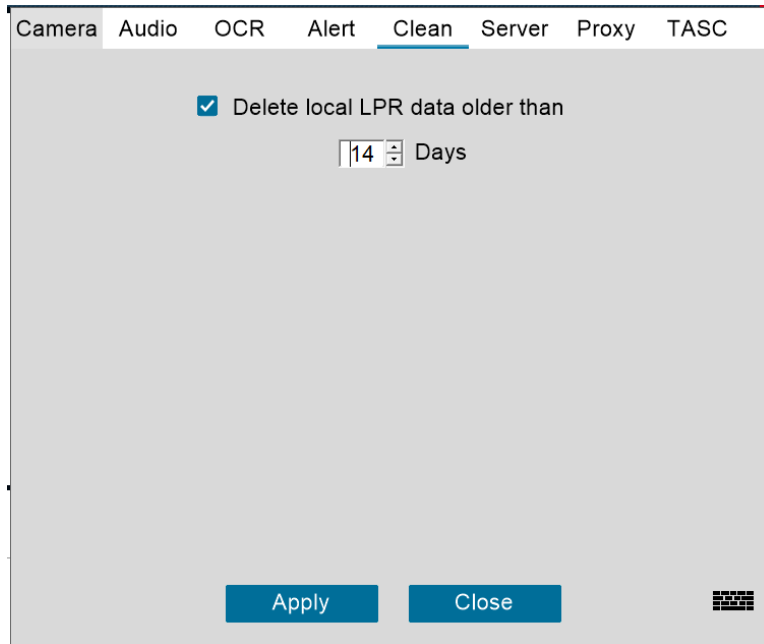 Camera Audio OCR Alert Clean Server Proxy TASC
Delete local LPR data older than
14 Days
Apply Close